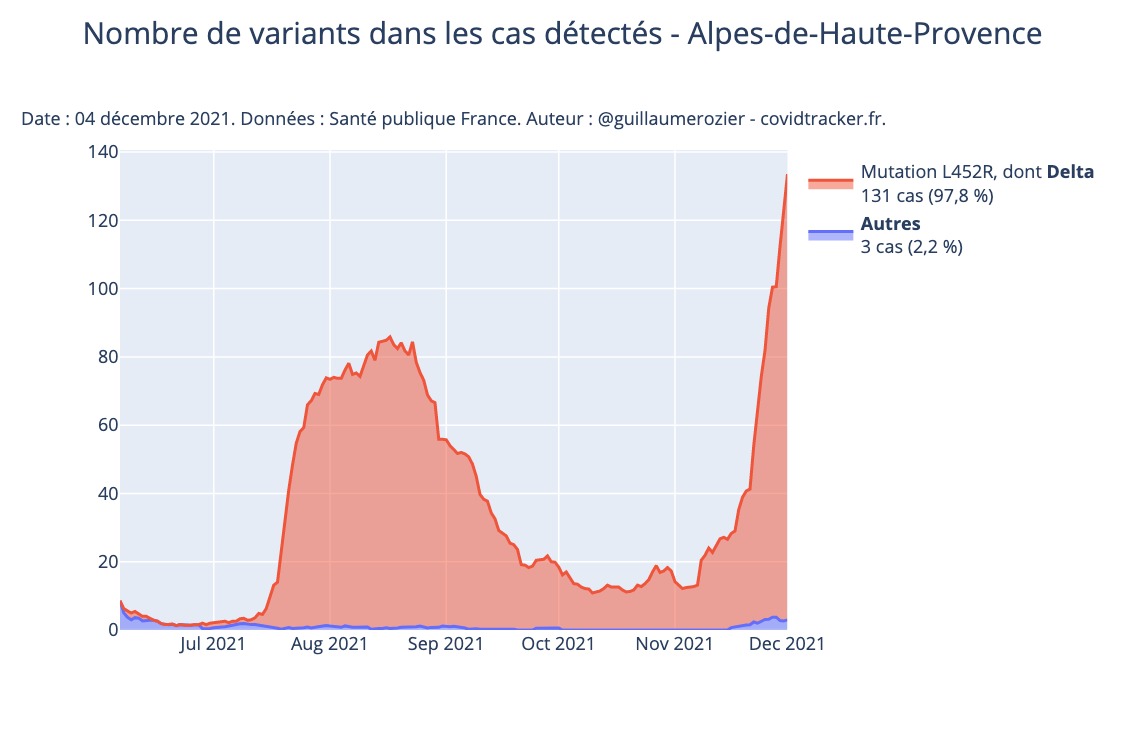 Nombre de variants dans les cas détectés - Alpes-de-Haute-Provence
Date : 04 décembre 2021. Données : Santé publique France. Auteur : @guillaumerozier - covidtracker.fr.
140
120
100
80
60
40
20
0
Jul 2021
Aug 2021
Sep 2021
Oct 2021
Nov 2021
Dec 2021
Mutation L452R, dont Delta
131 cas (97,8 %)
Autres
3 cas (2,2 %)